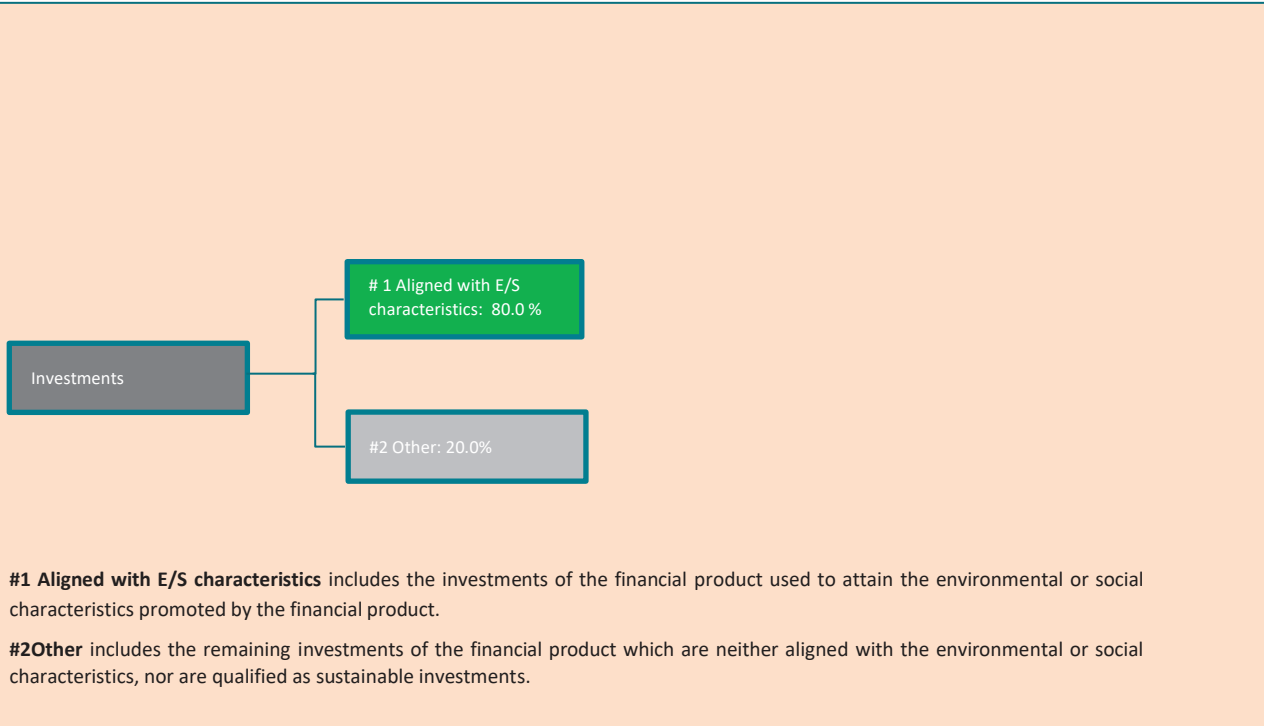 # 1 Aligned with E/S
characteristics:  80.0 %
Investments
#2 Other: 20.0%
#1 Aligned with E/S characteristics includes the investments of the financial product used to attain the environmental or social
characteristics promoted by the financial product.
#2Other includes the remaining investments of the financial product which are neither aligned with the environmental or social
characteristics, nor are qualified as sustainable investments.